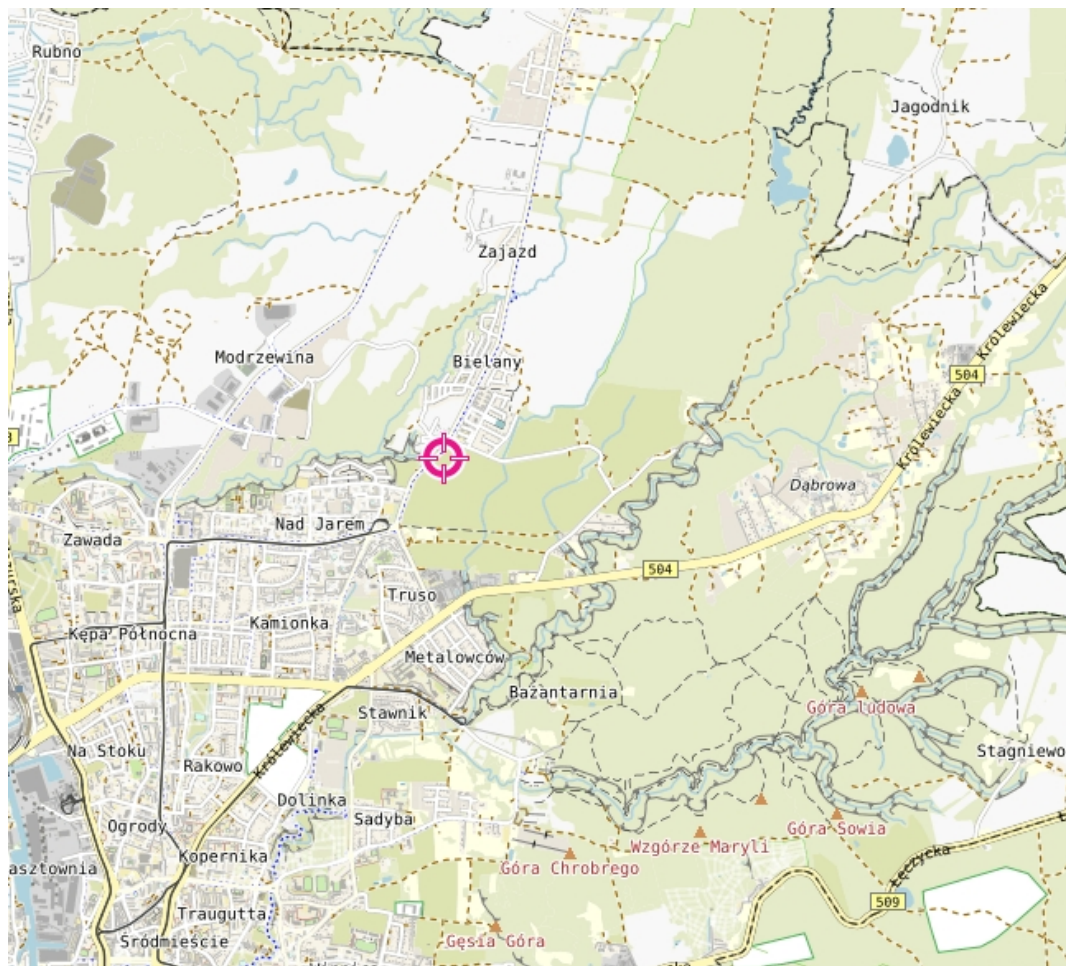 Rubno
Jagodnik
Zajazd
Królewiecka
Modrzewina
Bielany
504
Królewiecka
Dąbrowa
Nad Jarem
Zawada
504
Truso
Kamionka
Kępa Północna
Metalowców
Bażantarnia
Góra ludowa
Stawnik
Królewiecka
Na Stoku
Rakowo
Stagniewo
Dolinka
Sadyba
Ogrody
Góra Sowia
Wzgórze Maryli
Kopernika
Góra Chrobrego
Łęczycka
509
Traugutta
Śródmieście
Gęsia Góra